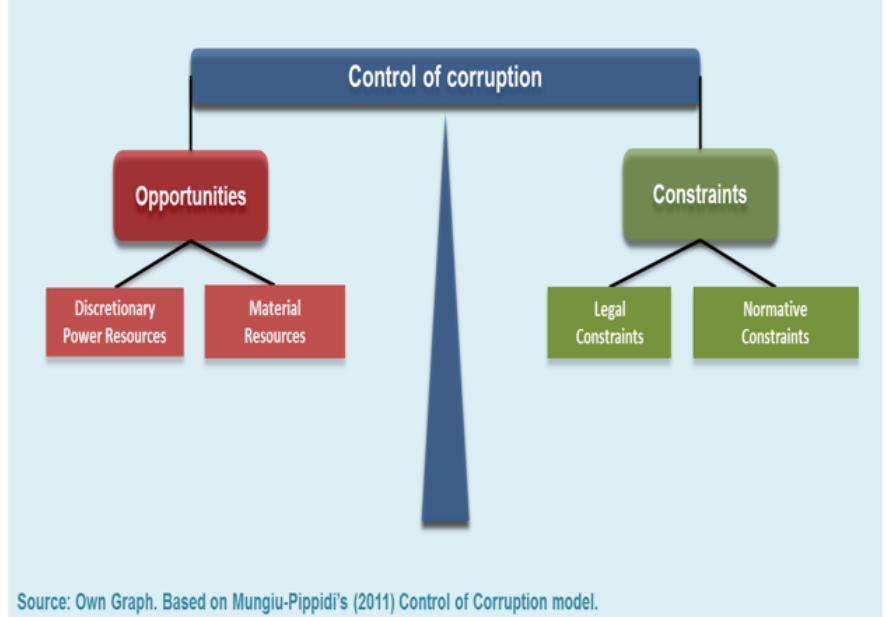 Control of corruption
Opportunities
Constraints
Discretionary
Power Resources
Material
Resources
Legal
Constraints
Normative
Constraints
Source: Own Graph. Based on Mungiu-Pippidi's (2011) Control of Corruption model.